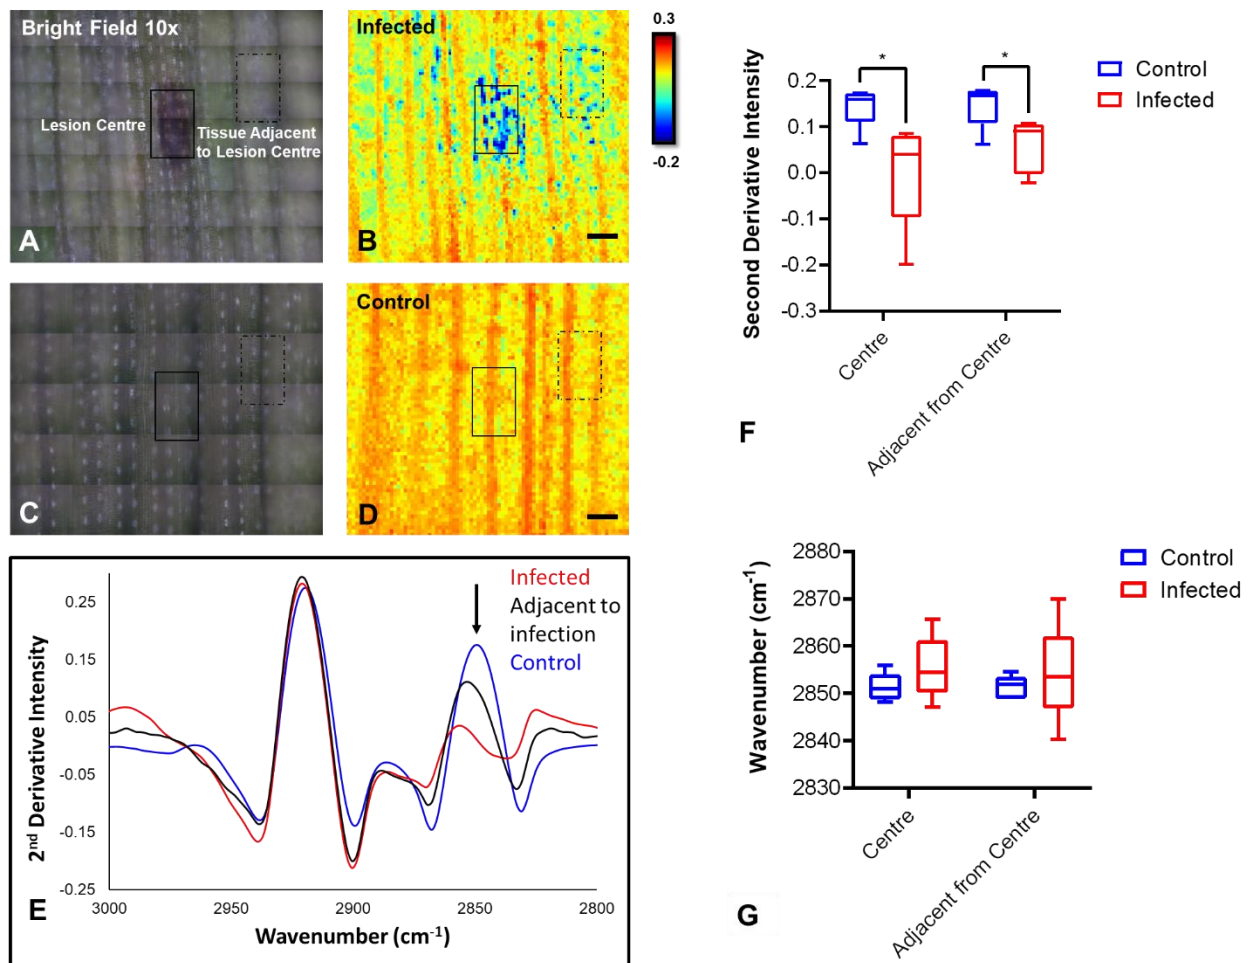 Bright Field 10x
Lesion Centre
Tissue Adjacent
to Lesion Centre
A
Infected
B
0.3
-0.2
C
Control
D
2nd Derivative Intensity
0.25
0.15
0.05
-0.05
-0.15
-0.25
Infected
Adjacent to
infection
Control
E
3000 2950 2900 2850 2800
Wavenumber (cm-1)
Second Derivative Intensity
0.2
0.1
0.0
-0.1
-0.2
-0.3
*
*
Control
Infected
Centre
Adjacent from Centre
F
Wavenumber (cm-1)
2880
2870
2860
2850
2840
2830
Control
Infected
Centre
Adjacent from Centre
G